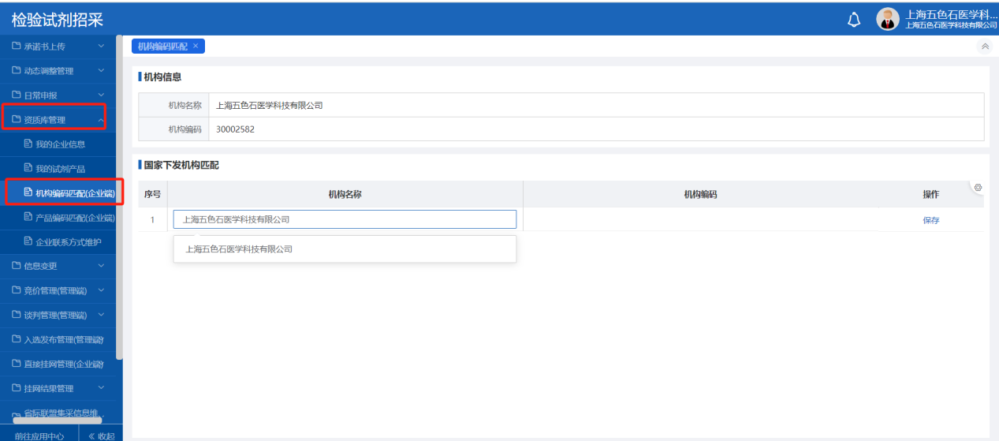 检验试剂招采
上海五色石医学科...
上海五色石医学科技有限公司
承诺书上传
动态调整管理
日常申报
资质库管理
我的企业信息
我的试剂产品
机构编码匹配(企业端)
产品编码匹配(企业端)
企业联系方式维护
信息变更
竞价管理(管理端)
谈判管理(管理端)
入选发布管理(管理端)
直接挂网管理(企业端)
挂网结果管理
省际联盟集采信息维...
前往应用中心 收起
机构编码匹配 ×
机构信息
机构名称 上海五色石医学科技有限公司
机构编码 30002582
国家下发机构匹配
序号 机构名称 机构编码 操作
1 上海五色石医学科技有限公司 保存
上海五色石医学科技有限公司